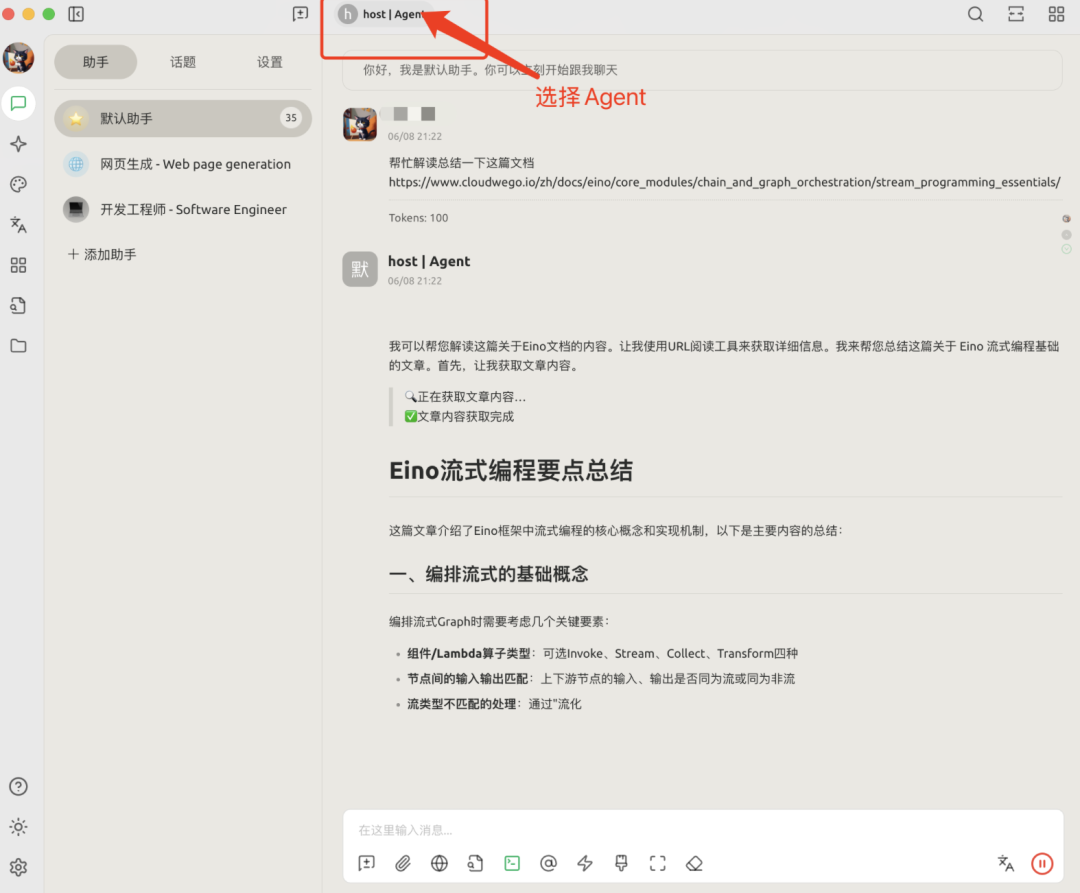 h host | Agent
选择Agent
助手 话题 设置
你好，我是默认助手。你可以立刻开始跟我聊天
默认助手 35
网页生成 - Web page generation
开发工程师 - Software Engineer
添加助手
06/08 21:22
帮忙解读总结一下这篇文档
https://www.cloudwego.io/zh/docs/eino/core_modules/chain_and_graph_orchestration/stream_programming_essentials/
Tokens: 100
默
host | Agent
06/08 21:22
我可以帮您解读这篇关于Eino文档的内容。让我使用URL阅读工具来获取详细信息。我来帮您总结这篇关于 Eino 流式编程基础
的文章。首先，让我获取文章内容。
🔍正在获取文章内容...
✅文章内容获取完成
Eino流式编程要点总结
这篇文章介绍了Eino框架中流式编程的核心概念和实现机制，以下是主要内容的总结：
一、编排流式的基础概念
编排流式Graph时需要考虑几个关键要素：
• 组件/Lambda算子类型：可选Invoke、Stream、Collect、Transform四种
• 节点间的输入输出匹配：上下游节点的输入、输出是否同为流或同为非流
• 流类型不匹配的处理：通过"流化
在这里输入消息...